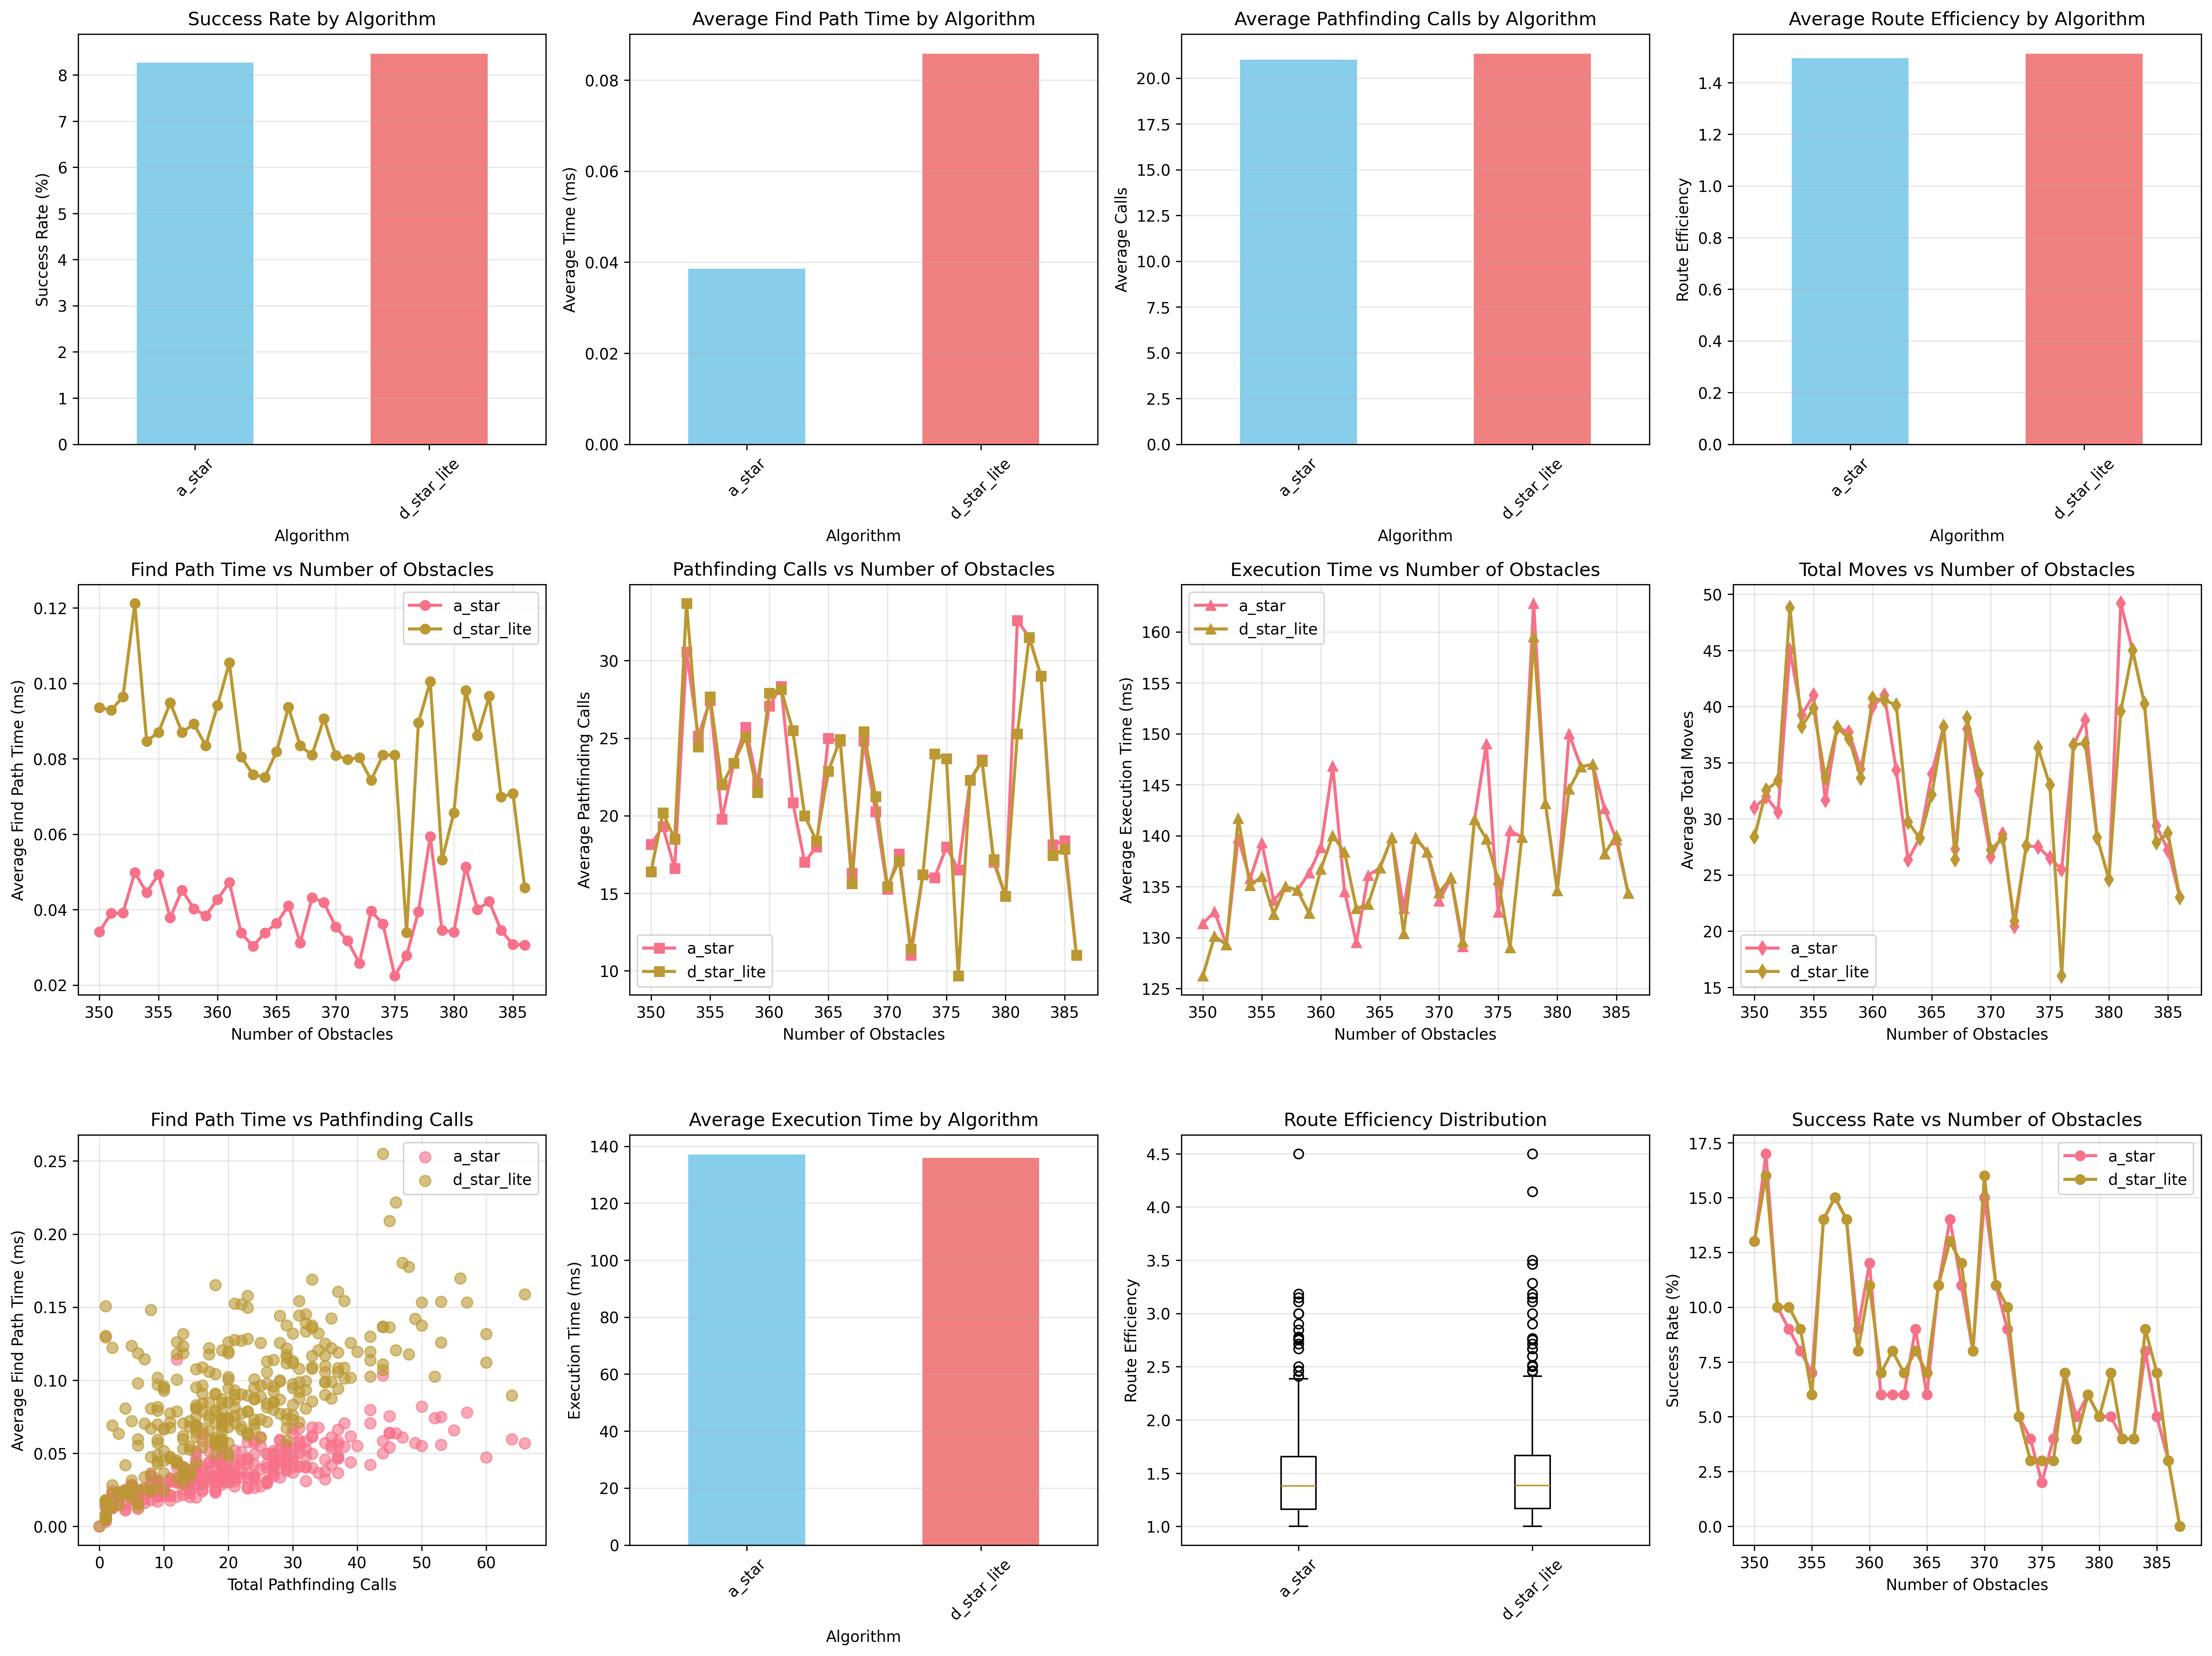 Success Rate by Algorithm
Success Rate (%)
8
7
6
5
4
3
2
1
0
a_star
d_star_lite
Algorithm
Average Find Path Time by Algorithm
Average Time (ms)
0.08
0.06
0.04
0.02
0.00
a_star
d_star_lite
Algorithm
Average Pathfinding Calls by Algorithm
Average Calls
20.0
17.5
15.0
12.5
10.0
7.5
5.0
2.5
0.0
a_star
d_star_lite
Algorithm
Average Route Efficiency by Algorithm
Route Efficiency
1.4
1.2
1.0
0.8
0.6
0.4
0.2
0.0
a_star
d_star_lite
Algorithm
Find Path Time vs Number of Obstacles
Average Find Path Time (ms)
0.12
0.10
0.08
0.06
0.04
0.02
a_star
d_star_lite
350 355 360 365 370 375 380 385
Number of Obstacles
Pathfinding Calls vs Number of Obstacles
Average Pathfinding Calls
30
25
20
15
10
a_star
d_star_lite
350 355 360 365 370 375 380 385
Number of Obstacles
Execution Time vs Number of Obstacles
Average Execution Time (ms)
a_star
d_star_lite
160
155
150
145
140
135
130
125
350 355 360 365 370 375 380 385
Number of Obstacles
Total Moves vs Number of Obstacles
Average Total Moves
50
45
40
35
30
25
20
15
a_star
d_star_lite
350 355 360 365 370 375 380 385
Number of Obstacles
Find Path Time vs Pathfinding Calls
Average Find Path Time (ms)
a_star
d_star_lite
0.25
0.20
0.15
0.10
0.05
0.00
0 10 20 30 40 50 60
Total Pathfinding Calls
Average Execution Time by Algorithm
Execution Time (ms)
140
120
100
80
60
40
20
0
a_star
d_star_lite
Algorithm
Route Efficiency Distribution
Route Efficiency
4.5
4.0
3.5
3.0
2.5
2.0
1.5
1.0
a_star
d_star_lite
Success Rate vs Number of Obstacles
Success Rate (%)
a_star
d_star_lite
17.5
15.0
12.5
10.0
7.5
5.0
2.5
0.0
350 355 360 365 370 375 380 385
Number of Obstacles